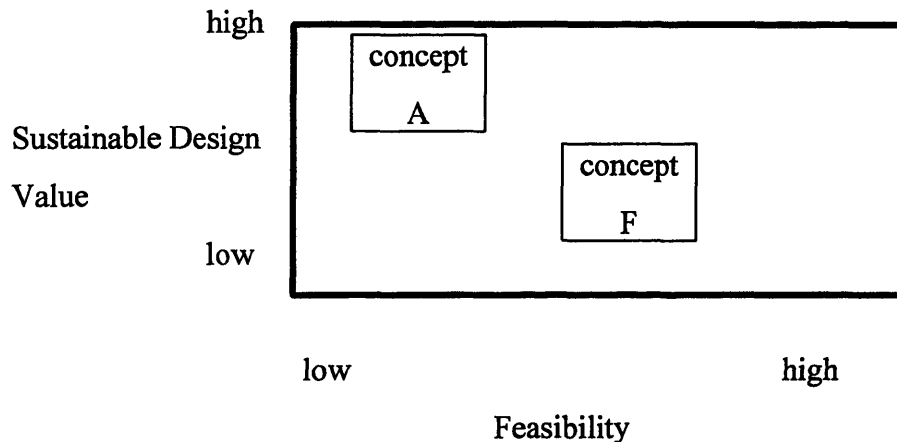 high
concept
A
Sustainable Design
Value
concept
F
low
low
high
Feasibility